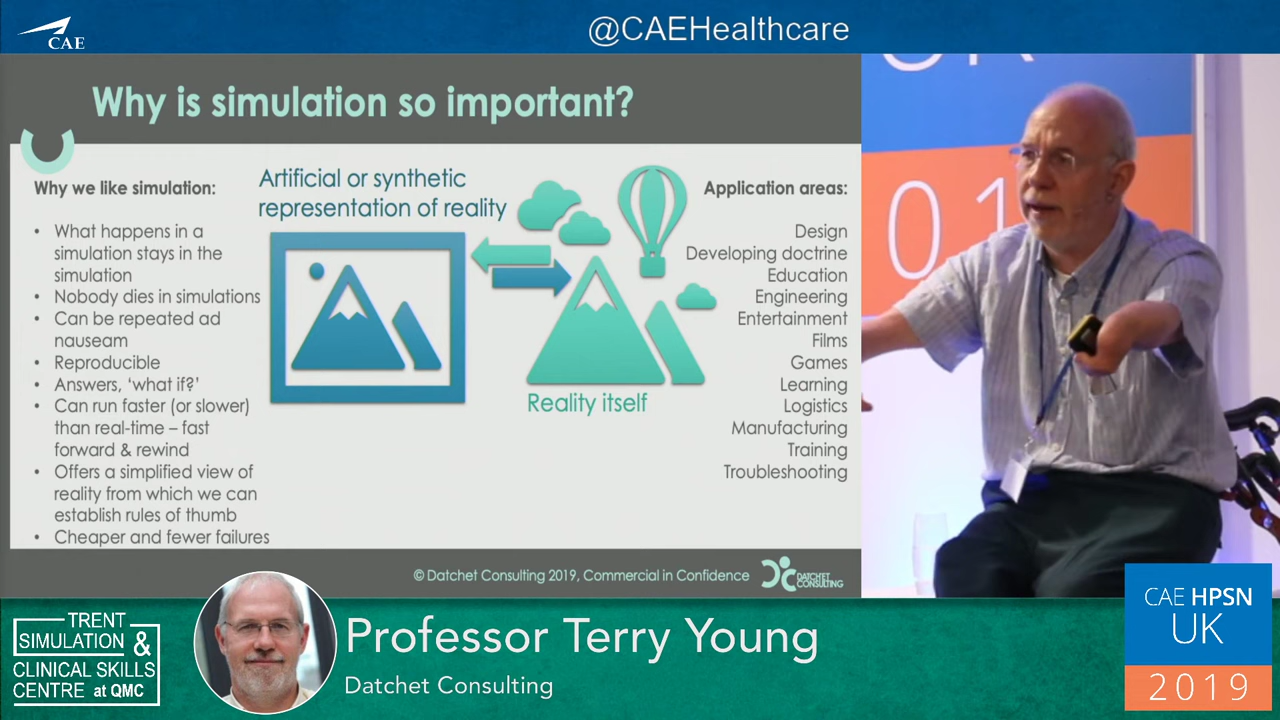 CAE
@CAEHealthcare
Why is simulation so important?
Why we like simulation:
• What happens in a
simulation stays in the
simulation
• Nobody dies in simulations
• Can be repeated ad
nauseam
• Reproducible
• Answers, ‘what if?’
• Can run faster (or slower)
than real-time – fast
forward & rewind
• Offers a simplified view of
reality from which we can
establish rules of thumb
• Cheaper and fewer failures
Artificial or synthetic
representation of reality
Reality itself
Application areas:
Design
Developing doctrine
Education
Engineering
Entertainment
Films
Games
Learning
Logistics
Manufacturing
Training
Troubleshooting
© Datchet Consulting 2019, Commercial in Confidence
DATCHET
CONSULTING
UK
01
TRENT
SIMULATION &
CLINICAL SKILLS
CENTRE at QMC
Professor Terry Young
Datchet Consulting
CAE HPSN
UK
2019